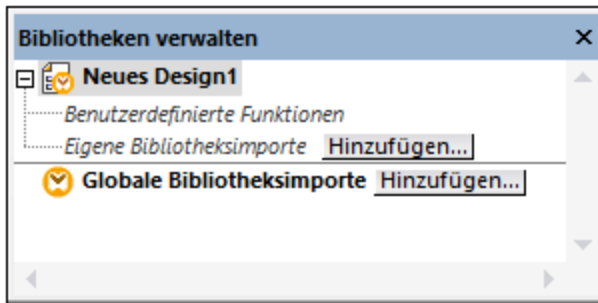 Bibliotheken verwalten
Neues Design1
Benutzerdefinierte Funktionen
Eigene Bibliotheksimporte Hinzufügen...
Globale Bibliotheksimporte Hinzufügen...